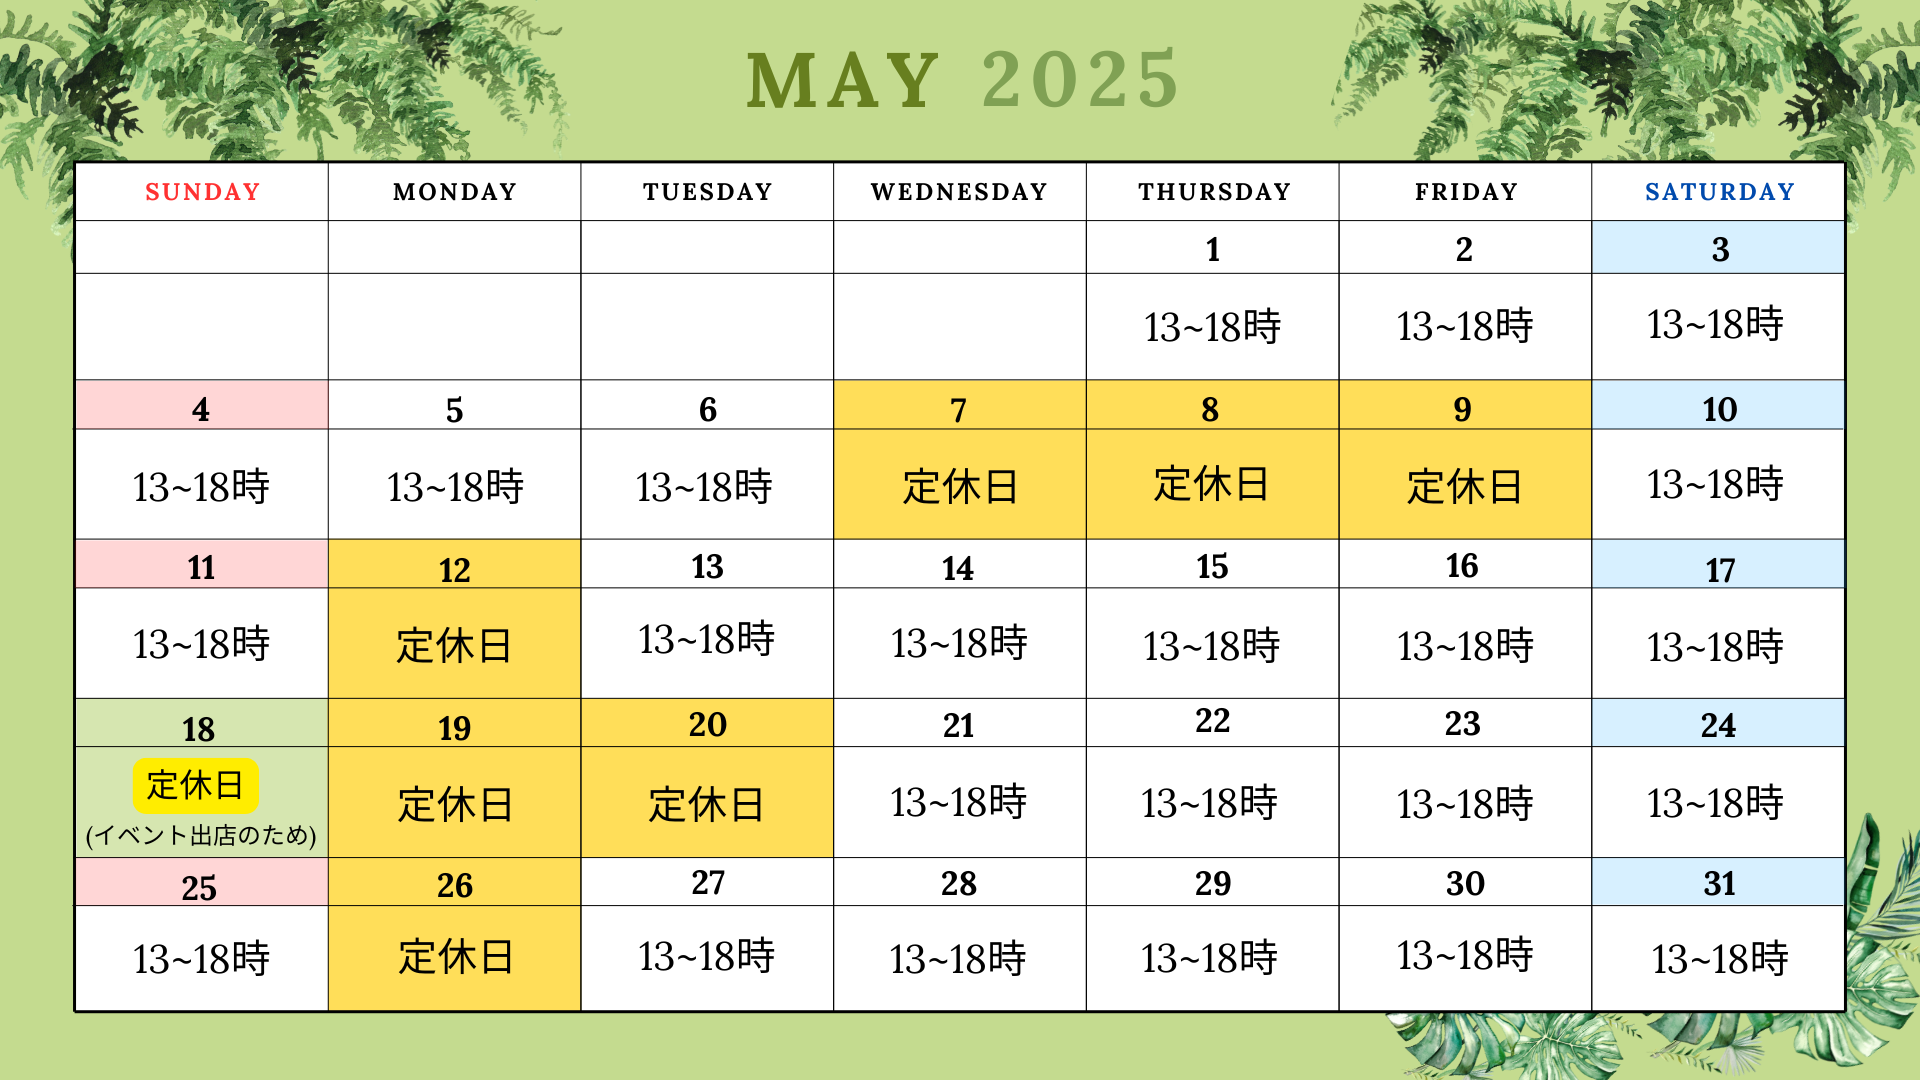 MAY 2025
SUNDAY MONDAY TUESDAY WEDNESDAY THURSDAY FRIDAY SATURDAY
1 2 3
13~18時 13~18時 13~18時
4 5 6 7 8 9 10
13~18時 13~18時 13~18時 定休日 定休日 定休日 13~18時
11 12 13 14 15 16 17
13~18時 定休日 13~18時 13~18時 13~18時 13~18時 13~18時
18 19 20 21 22 23 24
定休日 定休日 定休日 13~18時 13~18時 13~18時 13~18時
(イベント出店のため)
25 26 27 28 29 30 31
13~18時 定休日 13~18時 13~18時 13~18時 13~18時 13~18時